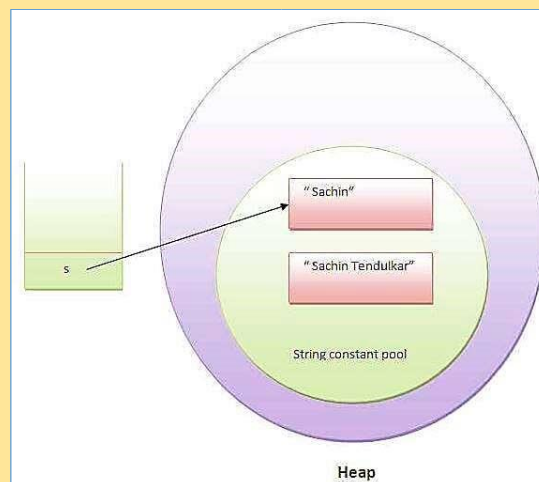 " Sachin"
s
" Sachin Tendulkar"
String constant pool
Heap